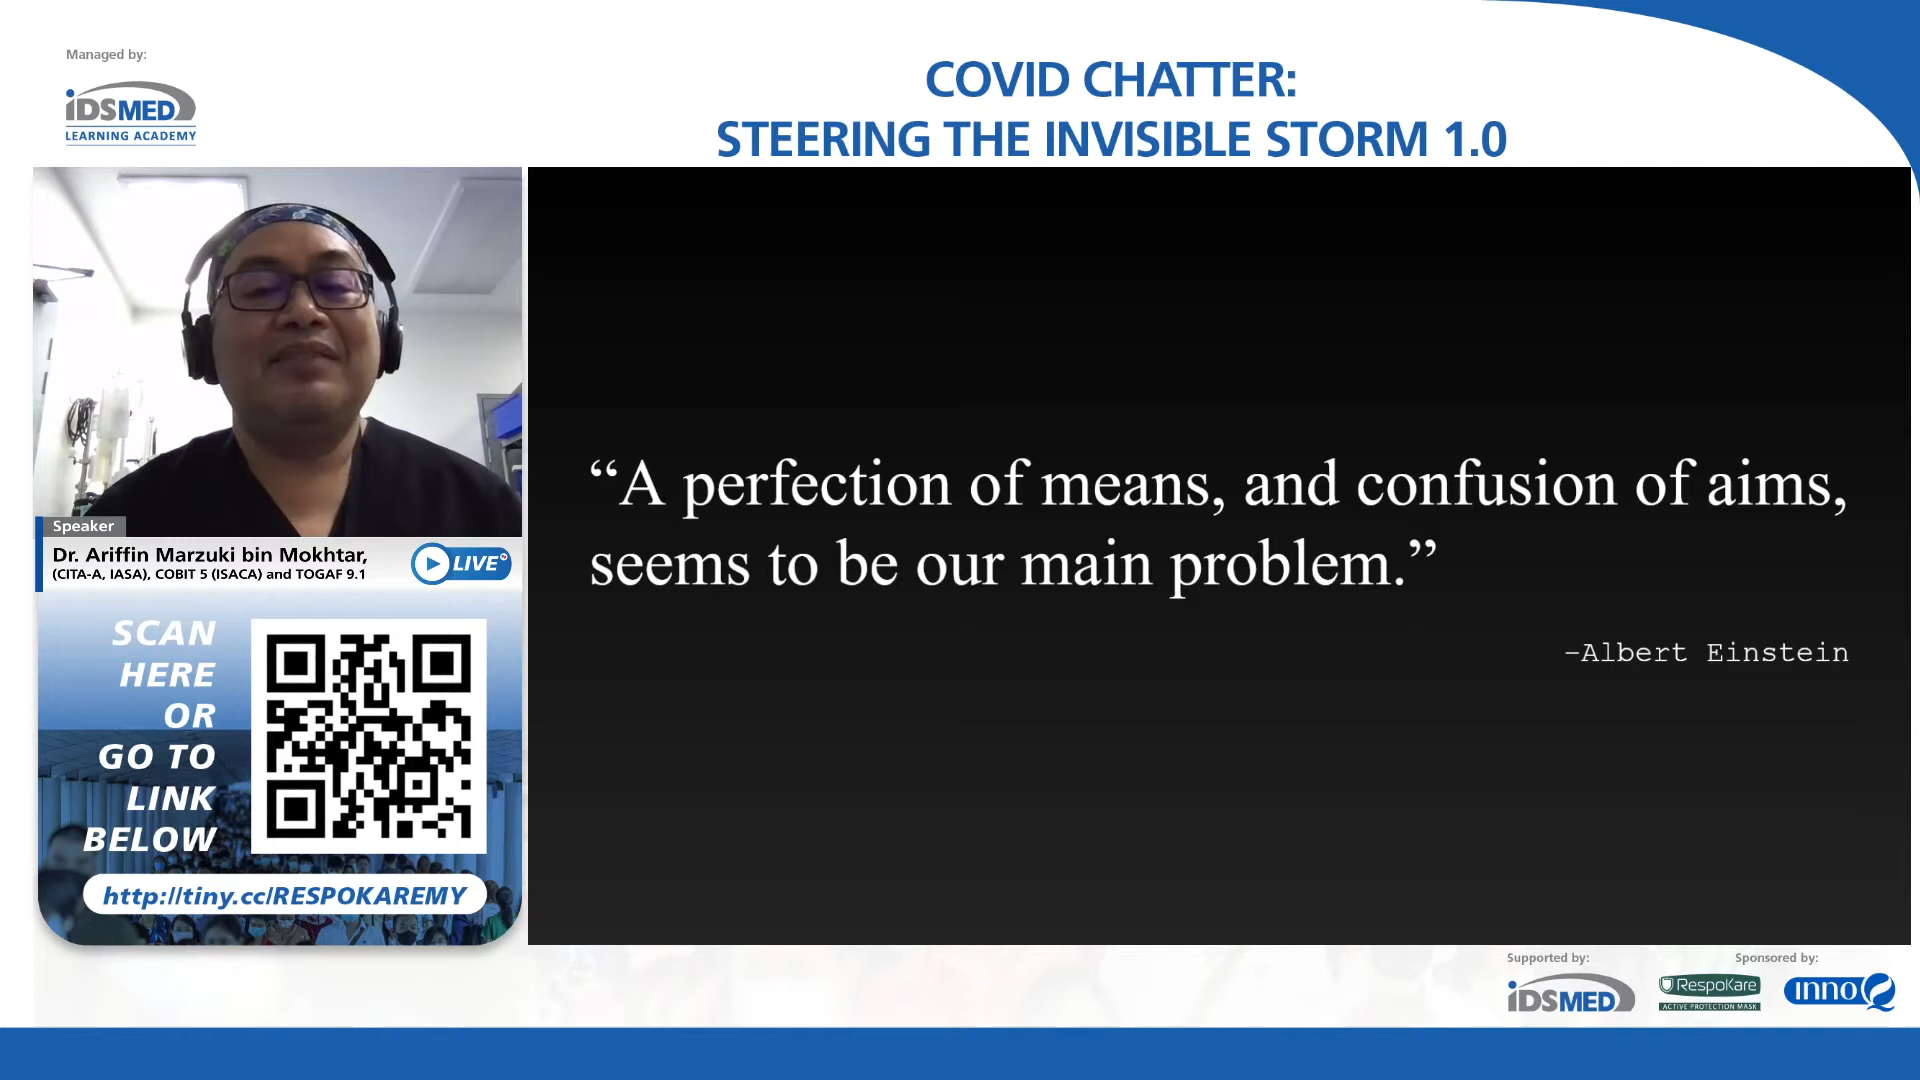 Managed by:
iDSMED
LEARNING ACADEMY
COVID CHATTER:
STEERING THE INVISIBLE STORM 1.0
Speaker
Dr. Ariffin Marzuki bin Mokhtar,
(CITA-A, IASA), COBIT 5 (ISACA) and TOGAF 9.1
LIVE
SCAN
HERE
OR
GO TO
LINK
BELOW
http://tiny.cc/RESPOKAREMY
“A perfection of means, and confusion of aims,
seems to be our main problem.”
–Albert Einstein
Supported by:
iDSMED
Sponsored by:
RespoKare
ACTIVE PROTECTION MASK
InnoQ